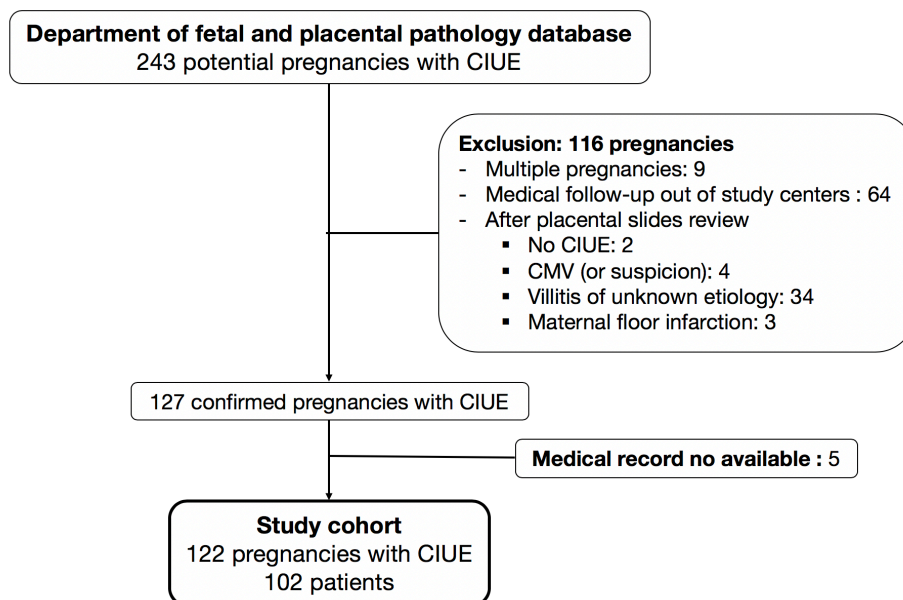 Department of fetal and placental pathology database
243 potential pregnancies with CIUE
Exclusion: 116 pregnancies
- Multiple pregnancies: 9
- Medical follow-up out of study centers : 64
- After placental slides review
▪ No CIUE: 2
▪ CMV (or suspicion): 4
▪ Villitis of unknown etiology: 34
▪ Maternal floor infarction: 3
127 confirmed pregnancies with CIUE
Medical record no available : 5
Study cohort
122 pregnancies with CIUE
102 patients